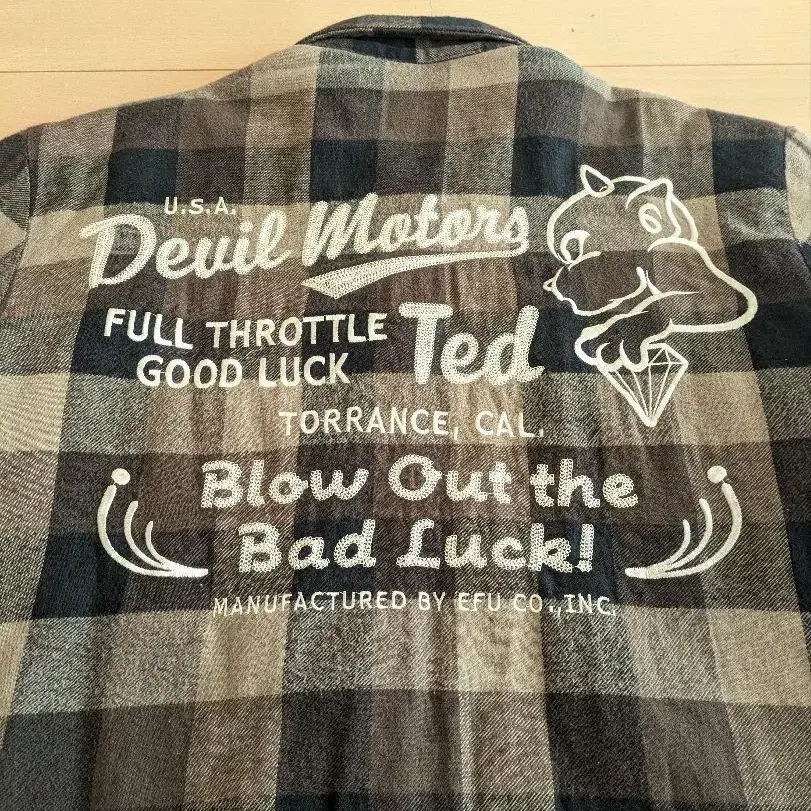 U.S.A.
Devil Motors
FULL THROTTLE
GOOD LUCK
Ted
TORRANCE, CAL.
Blow Out the
Bad Luck!
MANUFACTURED BY EFU CO.,INC.